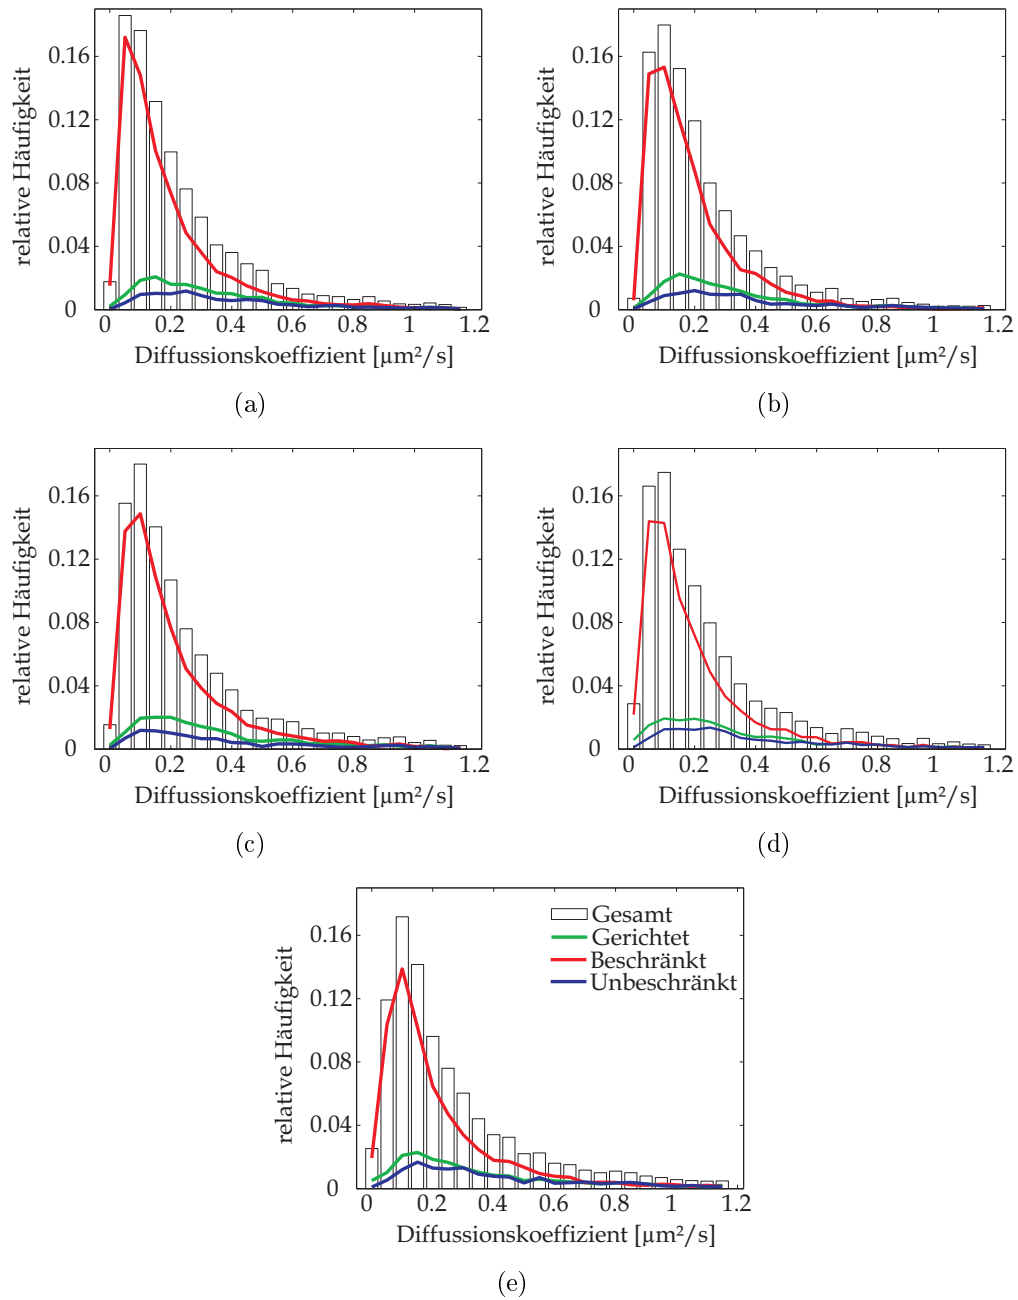 0.16
0.12
0.08
0.04
0
relative Häufigkeit
0 0.2 0.4 0.6 0.8 1 1.2
Diffussionskoeffizient [µm²/s]
(a)
0.16
0.12
0.08
0.04
0
relative Häufigkeit
0 0.2 0.4 0.6 0.8 1 1.2
Diffussionskoeffizient [µm²/s]
(b)
0.16
0.12
0.08
0.04
0
relative Häufigkeit
0 0.2 0.4 0.6 0.8 1 1.2
Diffussionskoeffizient [µm²/s]
(c)
0.16
0.12
0.08
0.04
0
relative Häufigkeit
0 0.2 0.4 0.6 0.8 1 1.2
Diffussionskoeffizient [µm²/s]
(d)
0.16
0.12
0.08
0.04
0
relative Häufigkeit
Gesamt
Gerichtet
Beschränkt
Unbeschränkt
0 0.2 0.4 0.6 0.8 1 1.2
Diffussionskoeffizient [µm²/s]
(e)